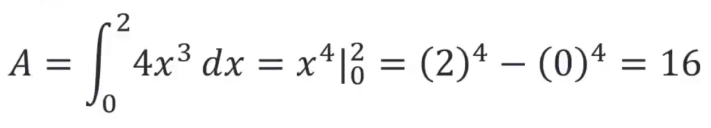 A = ∫₀² 4x³ dx = x⁴|₀² = (2)⁴ − (0)⁴ = 16